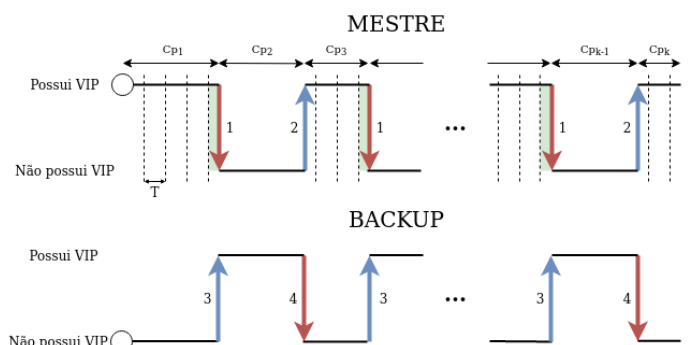 MESTRE
Cp1 Cp2 Cp3 Cpk-1 Cpk
Possui VIP
1 2 1 ... 1 2
Não possui VIP
T
BACKUP
Possui VIP
3 4 3 ... 3 4
Não possui VIP